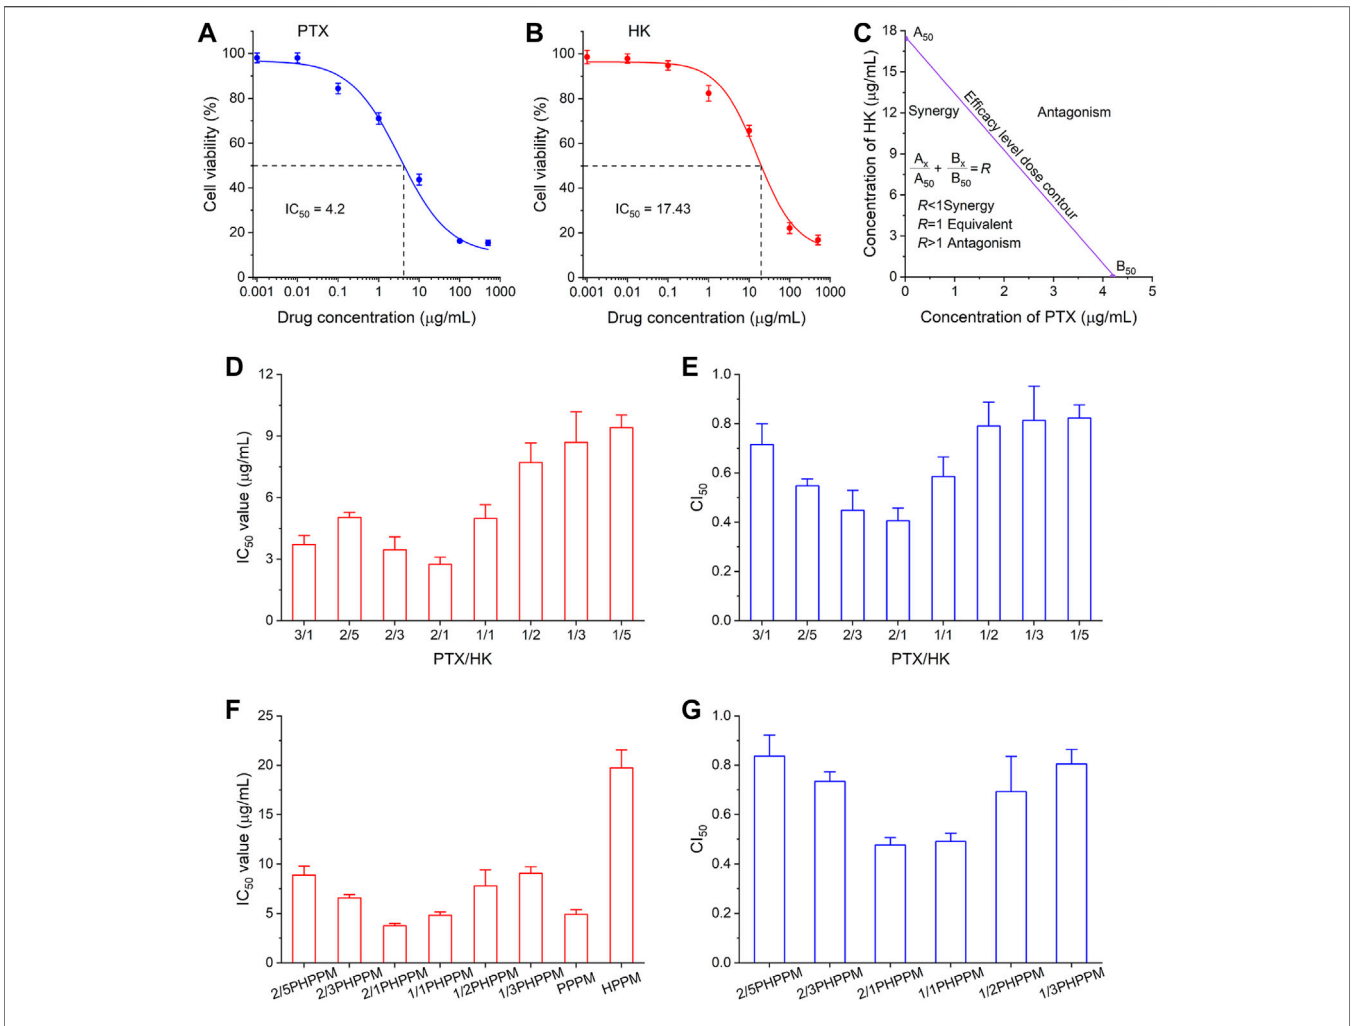 A
PTX
Cell viability (%)
100
80
60
40
20
0
IC50 = 4.2
0.001 0.01 0.1 1 10 100 1000
Drug concentration (μg/mL)
B
HK
Cell viability (%)
100
80
60
40
20
0
IC50 = 17.43
0.001 0.01 0.1 1 10 100 1000
Drug concentration (μg/mL)
C
Concentration of HK (μg/mL)
18
15
12
9
6
3
0
A50
Synergy
Efficacy level dose contour
Antagonism
Ax/A50 + Bx/B50 = R
R<1Synergy
R=1 Equivalent
R>1 Antagonism
B50
0 1 2 3 4 5
Concentration of PTX (μg/mL)
D
IC50 value (μg/mL)
12
9
6
3
0
3/1 2/5 2/3 2/1 1/1 1/2 1/3 1/5
PTX/HK
E
CI50
1.0
0.8
0.6
0.4
0.2
0.0
3/1 2/5 2/3 2/1 1/1 1/2 1/3 1/5
PTX/HK
F
IC50 value (μg/mL)
25
20
15
10
5
0
2/5PHPPM 2/3PHPPM 2/1PHPPM 1/1PHPPM 1/2PHPPM 1/3PHPPM PPPM HPPM
G
CI50
1.0
0.8
0.6
0.4
0.2
0.0
2/5PHPPM 2/3PHPPM 2/1PHPPM 1/1PHPPM 1/2PHPPM 1/3PHPPM